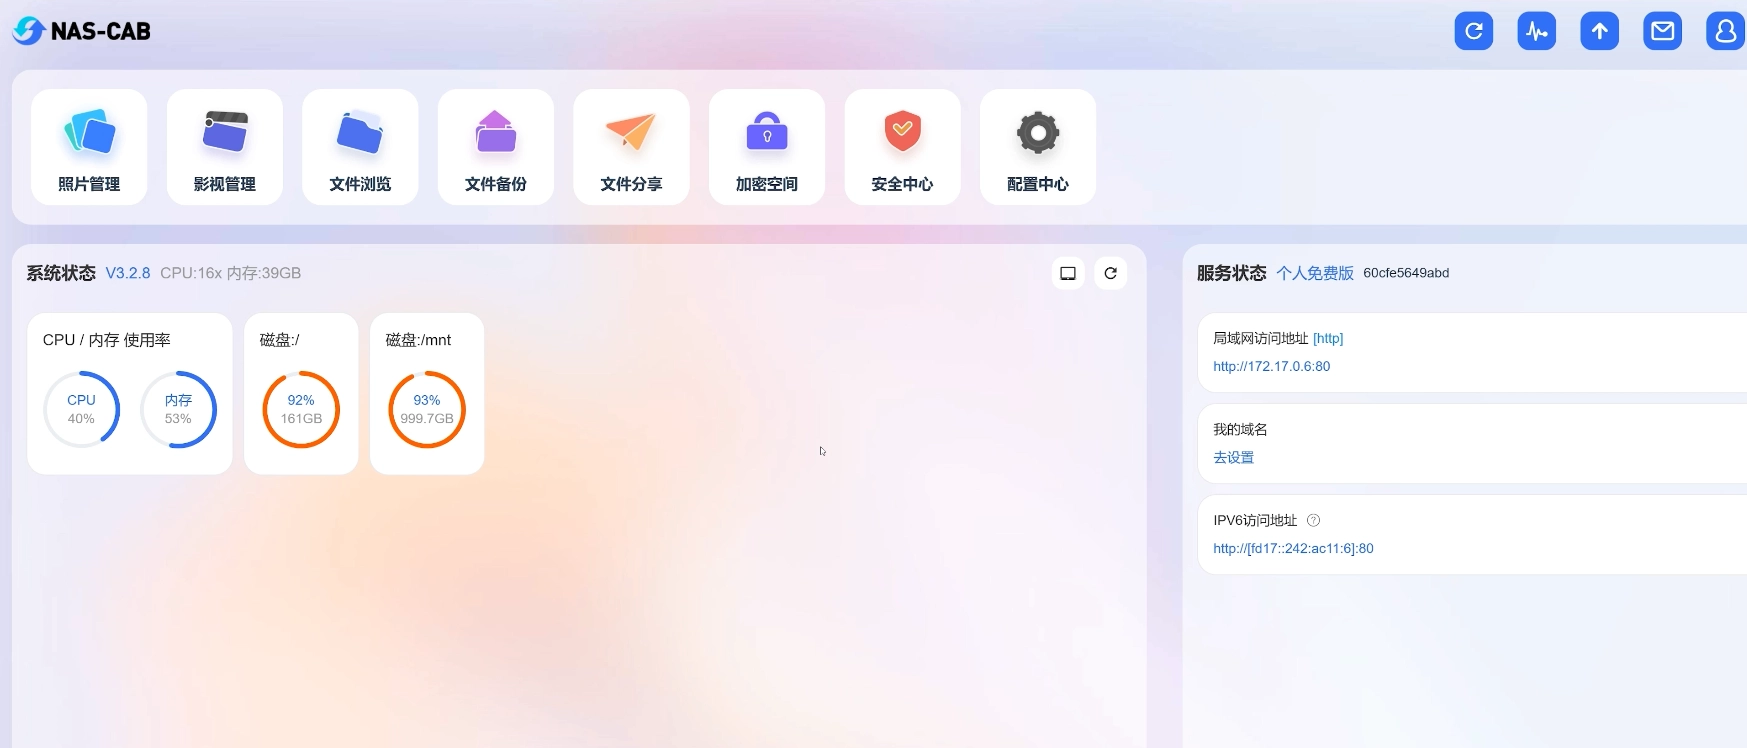 NAS-CAB
照片管理
影视管理
文件浏览
文件备份
文件分享
加密空间
安全中心
配置中心
系统状态 V3.2.8 CPU:16x 内存:39GB
CPU / 内存 使用率
CPU
40%
内存
53%
磁盘:/
92%
161GB
磁盘:/mnt
93%
999.7GB
服务状态 个人免费版 60cfe5649abd
局域网访问地址 [http]
http://172.17.0.6:80
我的域名
去设置
IPV6访问地址 ?
http://[fd17::242:ac11:6]:80